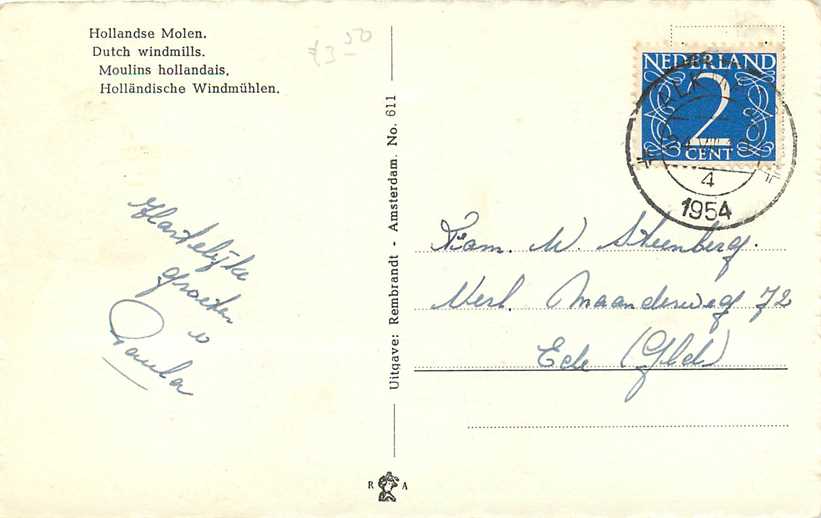 Hollandse Molen.
Dutch windmills.
Moulins hollandais.
Holländische Windmühlen.
Hartelijke
groeten
Paula
Uitgave: Rembrandt - Amsterdam. No. 611
R A
NEDERLAND
2
CENT
4
1954
Fam. W. Steenberg.
Verl. Maanderweg 72
Ede (Gld)